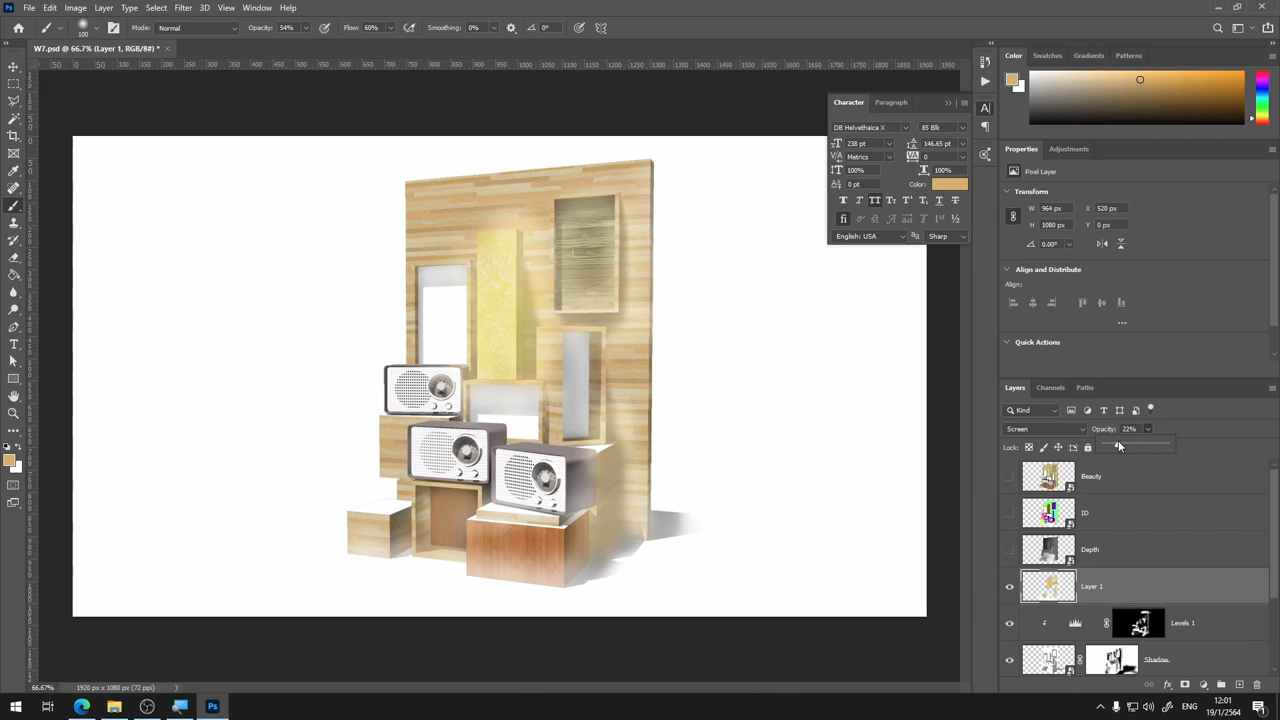 File Edit Image Layer Type Select Filter 3D View Window Help
100 Mode: Normal Opacity: 54% Flow: 60% Smoothing: 0% 0°
W7.psd @ 66.7% (Layer 1, RGB/8#) * ×
Color Swatches Gradients Patterns
Character Paragraph
DB Helvethaica X 85 Blk
238 pt 146.65 pt
Metrics 0
100% 100%
0 pt Color:
English: USA Sharp
Properties Adjustments
Pixel Layer
Transform
W 964 px X 520 px
H 1080 px Y 0 px
0.00°
Align and Distribute
Align:
Quick Actions
Layers Channels Paths
Kind
Screen Opacity: 22%
Lock:
Beauty
ID
Depth
Layer 1
Levels 1
Shadow
66.67% 1920 px x 1080 px (72 ppi)
ENG 12:01
19/1/2564